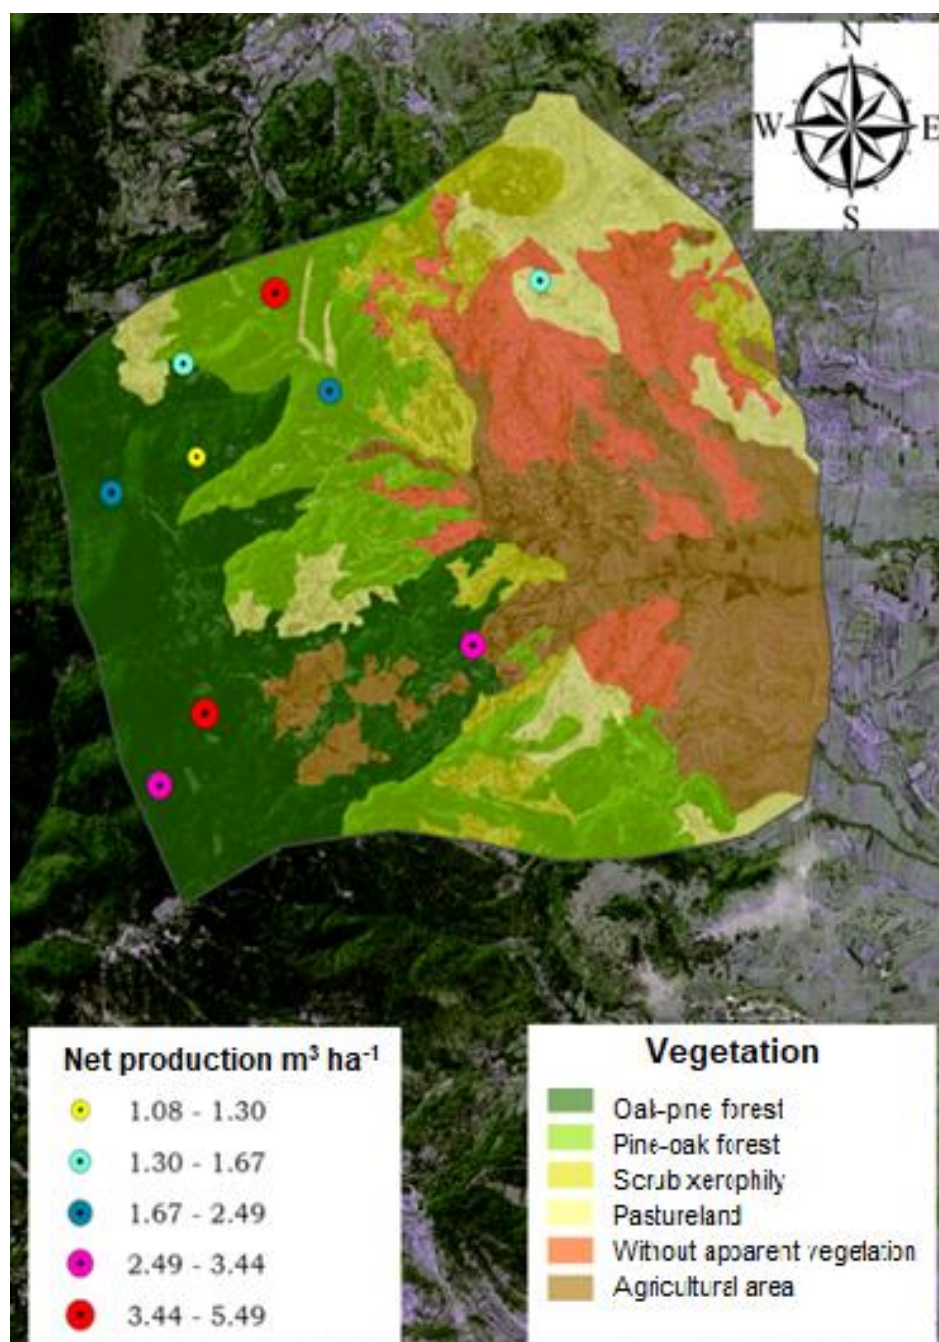 N
W E
S
Net production m³ ha⁻¹
1.08 - 1.30
1.30 - 1.67
1.67 - 2.49
2.49 - 3.44
3.44 - 5.49
Vegetation
Oak-pine forest
Pine-oak forest
Scrub xerophily
Pastureland
Without apparent vegetation
Agricultural area